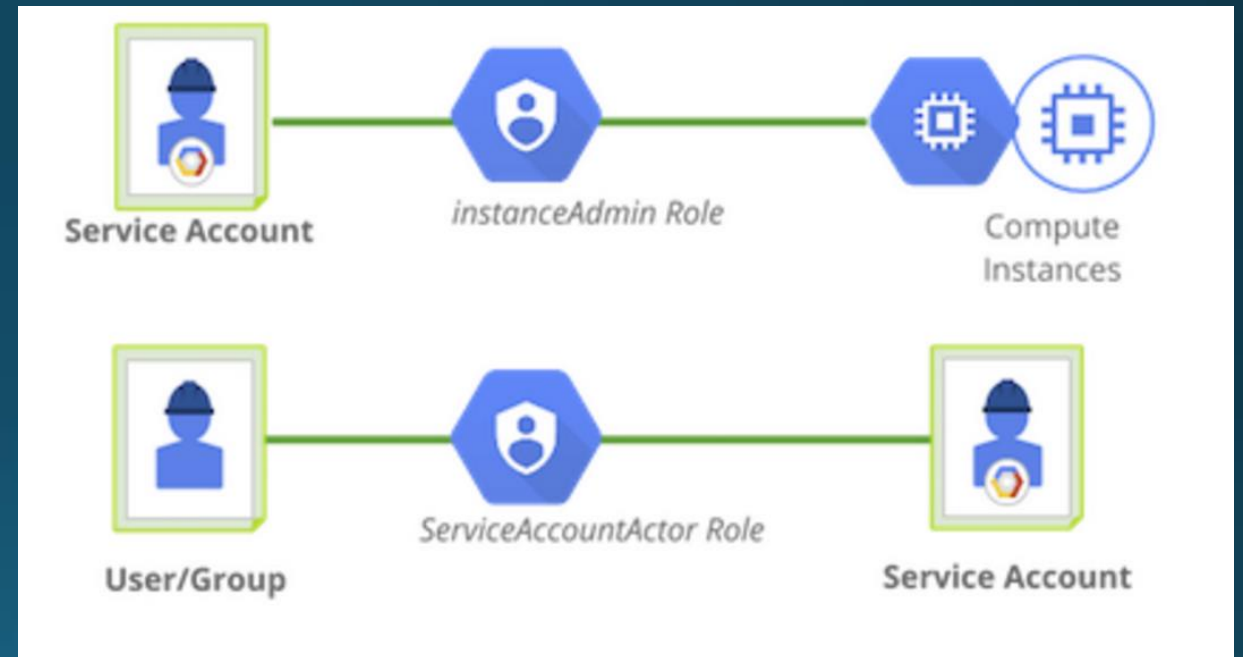 Service Account
instanceAdmin Role
Compute
Instances
User/Group
ServiceAccountActor Role
Service Account